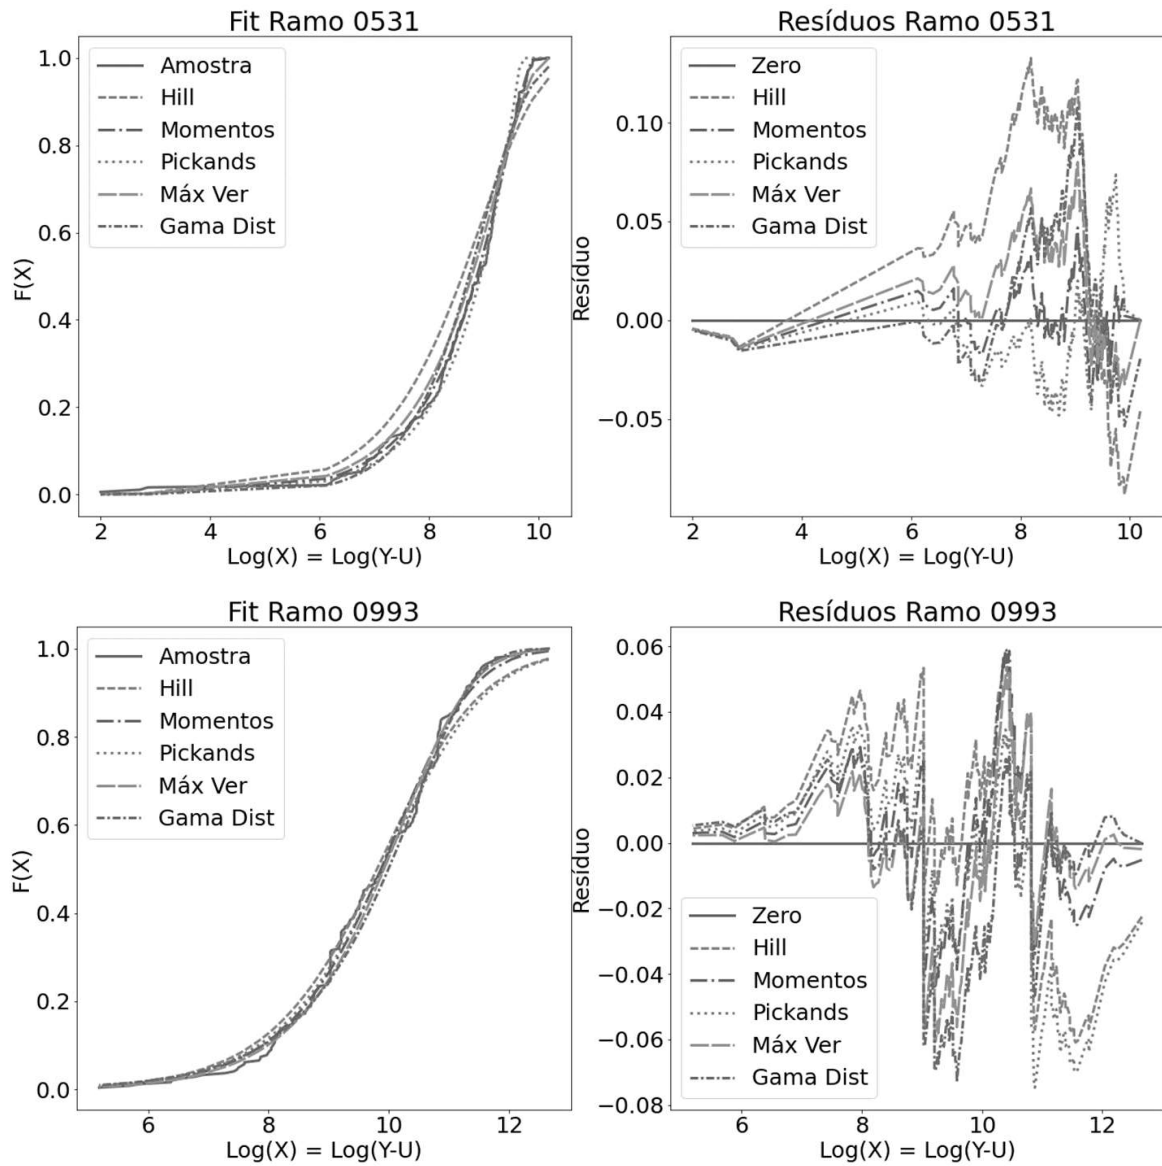 Fit Ramo 0531
F(X)
1.0
0.8
0.6
0.4
0.2
0.0
Amostra
Hill
Momentos
Pickands
Máx Ver
Gama Dist
2 4 6 8 10
Log(X) = Log(Y-U)
Resíduos Ramo 0531
Resíduo
0.10
0.05
0.00
−0.05
Zero
Hill
Momentos
Pickands
Máx Ver
Gama Dist
2 4 6 8 10
Log(X) = Log(Y-U)
Fit Ramo 0993
F(X)
1.0
0.8
0.6
0.4
0.2
0.0
Amostra
Hill
Momentos
Pickands
Máx Ver
Gama Dist
6 8 10 12
Log(X) = Log(Y-U)
Resíduos Ramo 0993
Resíduo
0.06
0.04
0.02
0.00
−0.02
−0.04
−0.06
−0.08
Zero
Hill
Momentos
Pickands
Máx Ver
Gama Dist
6 8 10 12
Log(X) = Log(Y-U)